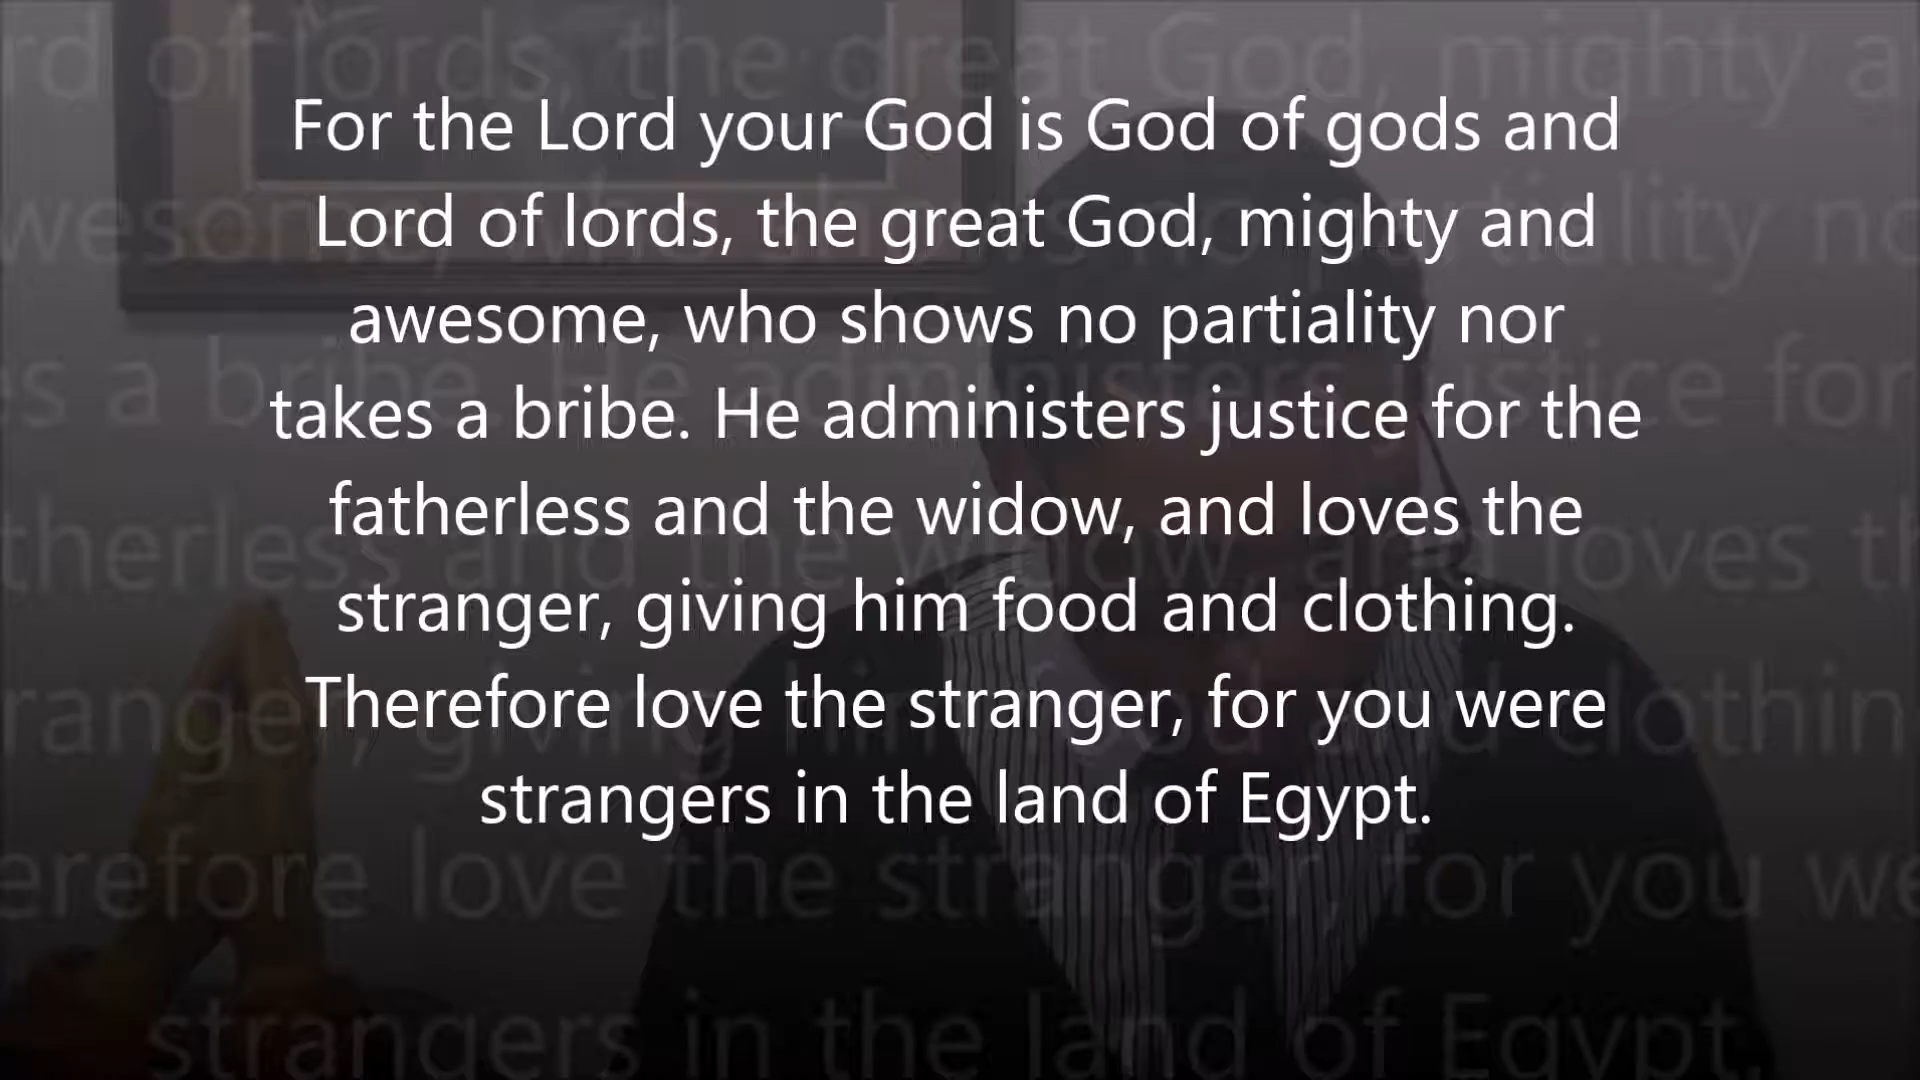 For the Lord your God is God of gods and
Lord of lords, the great God, mighty and
awesome, who shows no partiality nor
takes a bribe. He administers justice for the
fatherless and the widow, and loves the
stranger, giving him food and clothing.
Therefore love the stranger, for you were
strangers in the land of Egypt.